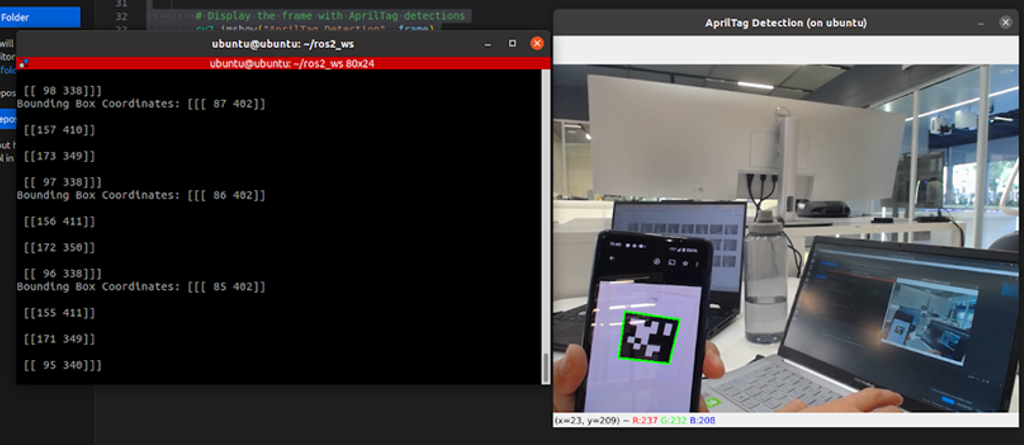 31
Folder
32
# Display the frame with AprilTag detections
33
cv2.imshow("AprilTag Detection", frame)
ubuntu@ubuntu: ~/ros2_ws
ubuntu@ubuntu: ~/ros2_ws 80x24
[[ 98 338]]]
Bounding Box Coordinates: [[[ 87 402]]
[[157 410]]
[[173 349]]
[[ 97 338]]]
Bounding Box Coordinates: [[[ 86 402]]
[[156 411]]
[[172 350]]
[[ 96 338]]]
Bounding Box Coordinates: [[[ 85 402]]
[[155 411]]
[[171 349]]
[[ 95 340]]]
AprilTag Detection (on ubuntu)
11:40
(x=23, y=209) ~ R:237 G:232 B:208